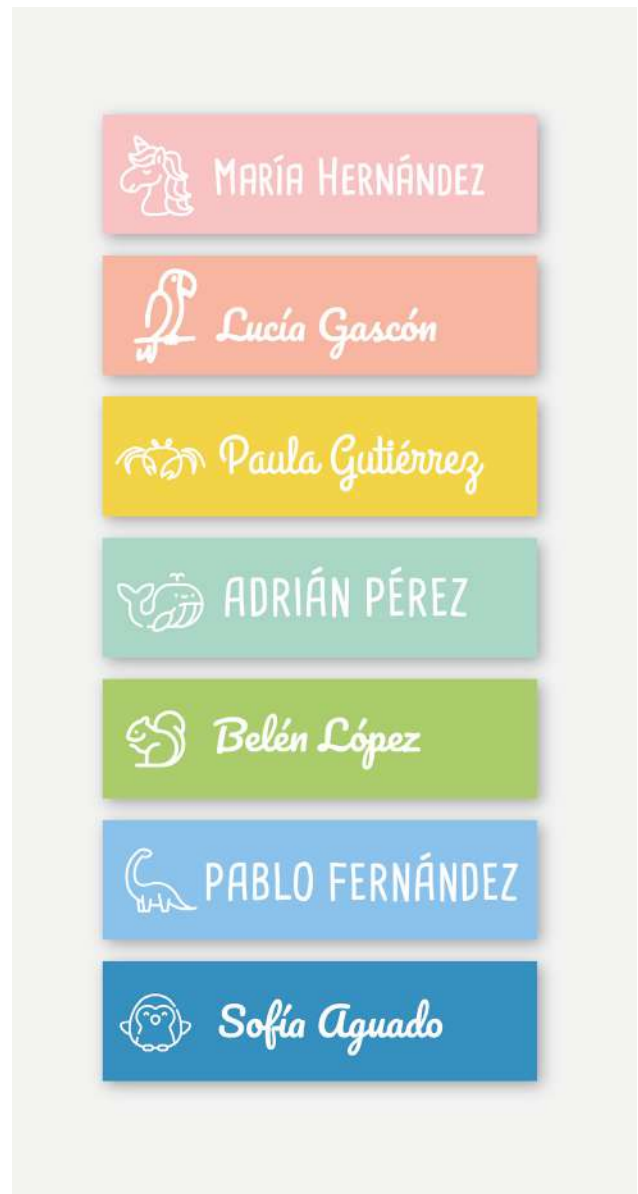 MARÍA HERNÁNDEZ
Lucía Gascón
Paula Gutiérrez
ADRIÁN PÉREZ
Belén López
PABLO FERNÁNDEZ
Sofía Aguado